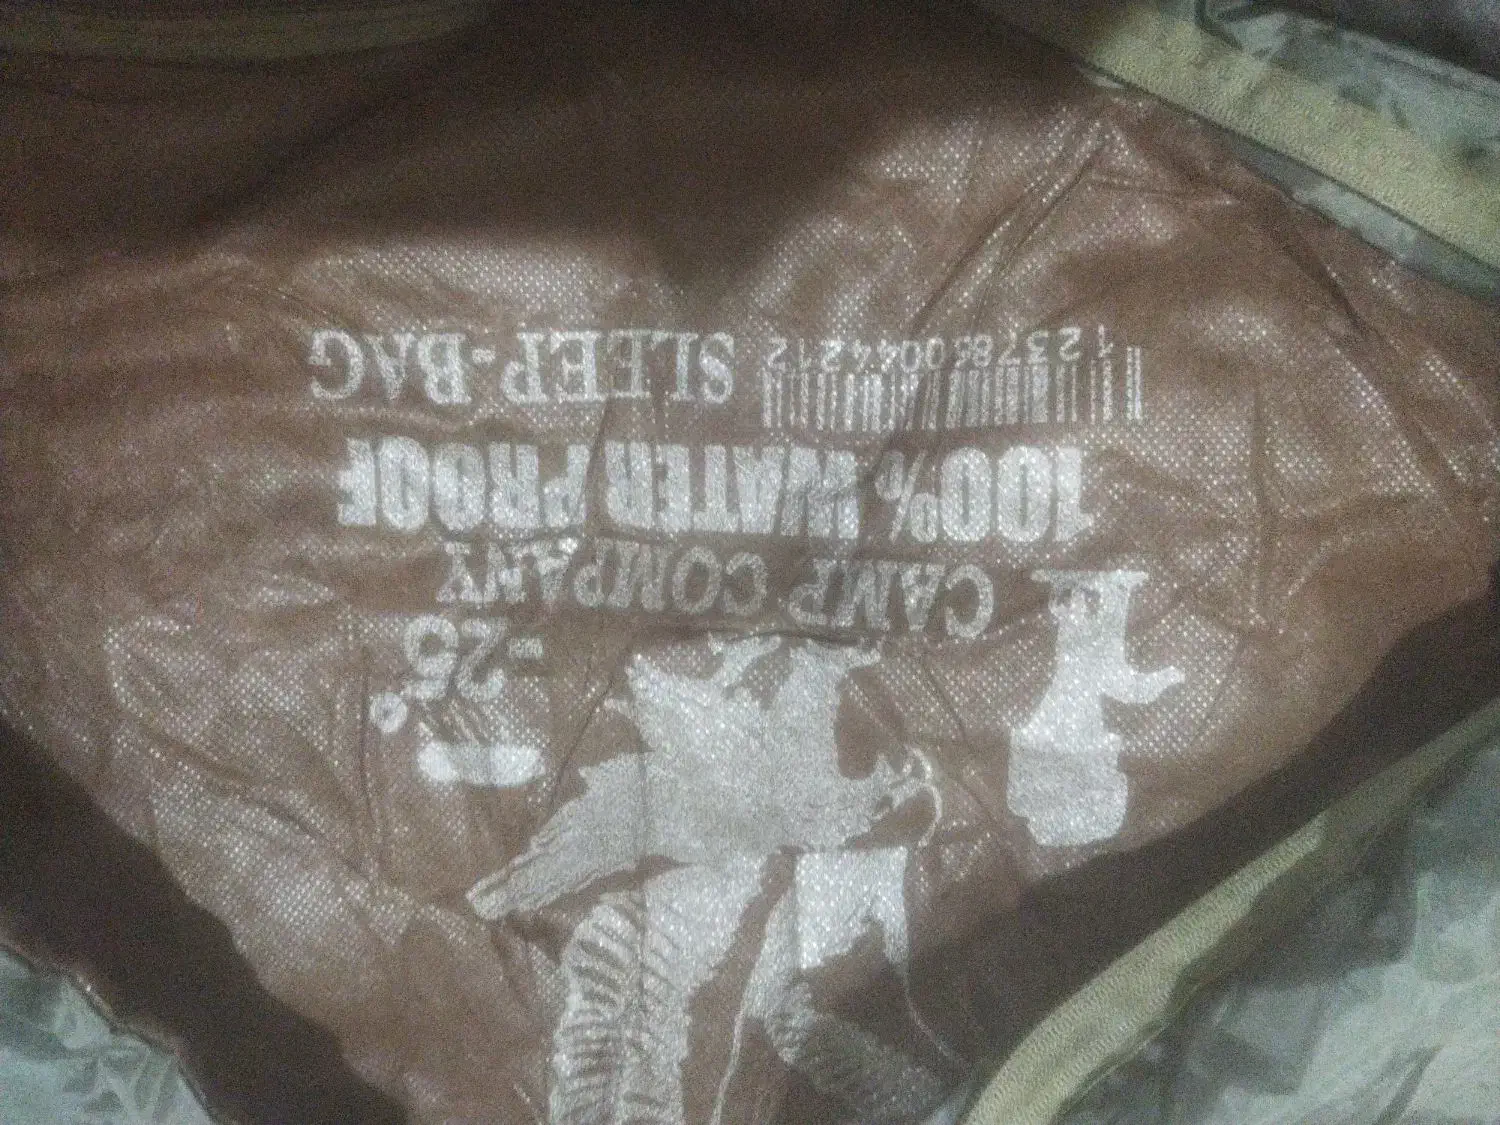 -25°
CAMP COMPANY
100% WATER PROOF
SLEEP-BAG